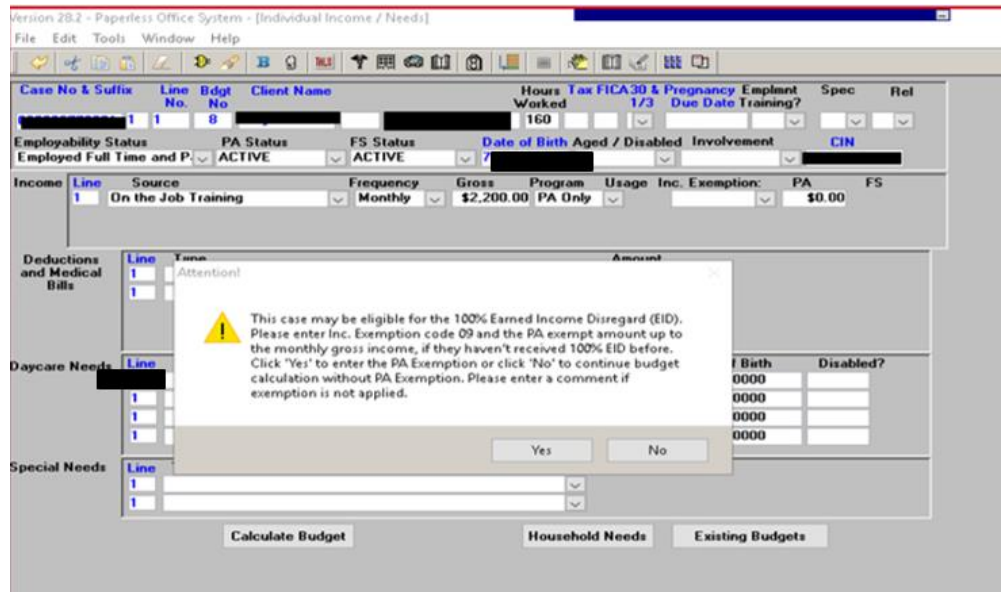 Version 28.2 - Paperless Office System - [Individual Income / Needs]
File Edit Tools Window Help
Case No & Suffix Line No. Bdgt No Client Name Hours Worked Tax FICA 30 & 1/3 Pregnancy Due Date Emplmnt Training? Spec Rel
1 1 8 160
Employability Status PA Status FS Status Date of Birth Aged / Disabled Involvement CIN
Employed Full Time and P ACTIVE ACTIVE 7
Income Line Source Frequency Gross Program Usage Inc. Exemption: PA FS
1 On the Job Training Monthly $2,200.00 PA Only $0.00
Deductions and Medical Bills Line Type Amount
1
1
Attention!
This case may be eligible for the 100% Earned Income Disregard (EID).
Please enter Inc. Exemption code 09 and the PA exempt amount up to
the monthly gross income, if they haven't received 100% EID before.
Click 'Yes' to enter the PA Exemption or click 'No' to continue budget
calculation without PA Exemption. Please enter a comment if
exemption is not applied.
Yes No
Daycare Needs Line f Birth Disabled?
0000
1 0000
1 0000
1 0000
Special Needs Line
1
1
Calculate Budget Household Needs Existing Budgets